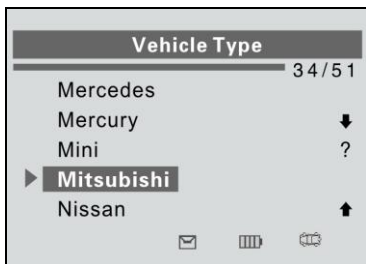 Vehicle Type
34/51
Mercedes
Mercury
Mini ?
Mitsubishi
Nissan